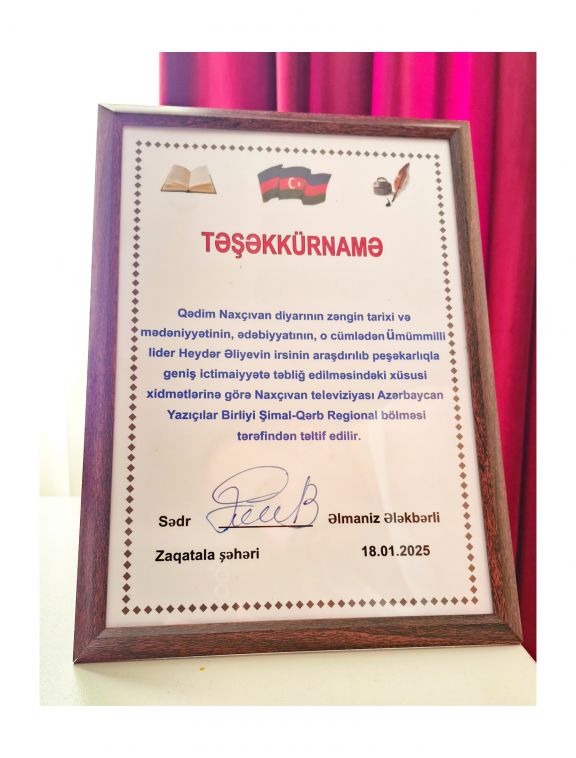 TƏŞƏKKÜRNAMƏ
Qədim Naxçıvan diyarının zəngin tarixi və
mədəniyyətinin, ədəbiyyatının, o cümlədən Ümümmilli
lider Heydər Əliyevin irsinin araşdırılıb peşəkarlıqla
geniş ictimaiyyətə təbliğ edilməsindəki xüsusi
xidmətlərinə görə Naxçıvan televiziyası Azərbaycan
Yazıçılar Birliyi Şimal-Qərb Regional bölməsi
tərəfindən təltif edilir.
Sədr Əlmaniz Ələkbərli
Zaqatala şəhəri 18.01.2025